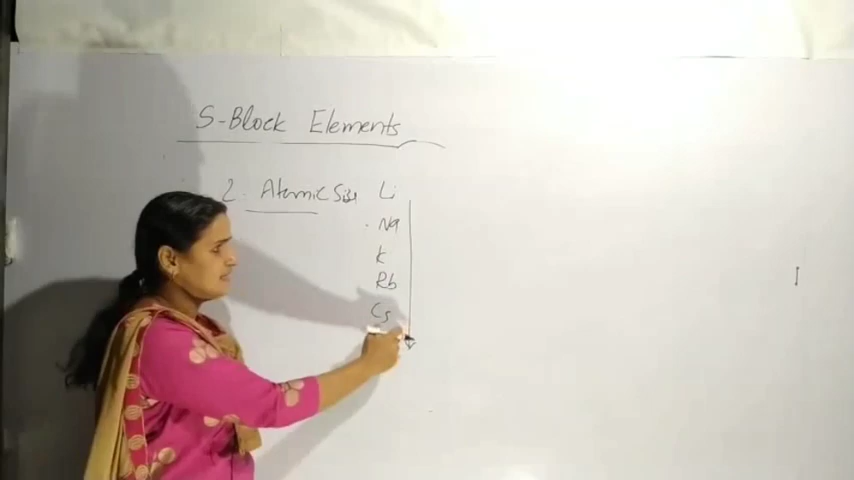 S-Block Elements
2. Atomic Size Li
Na
K
Rb
Cs